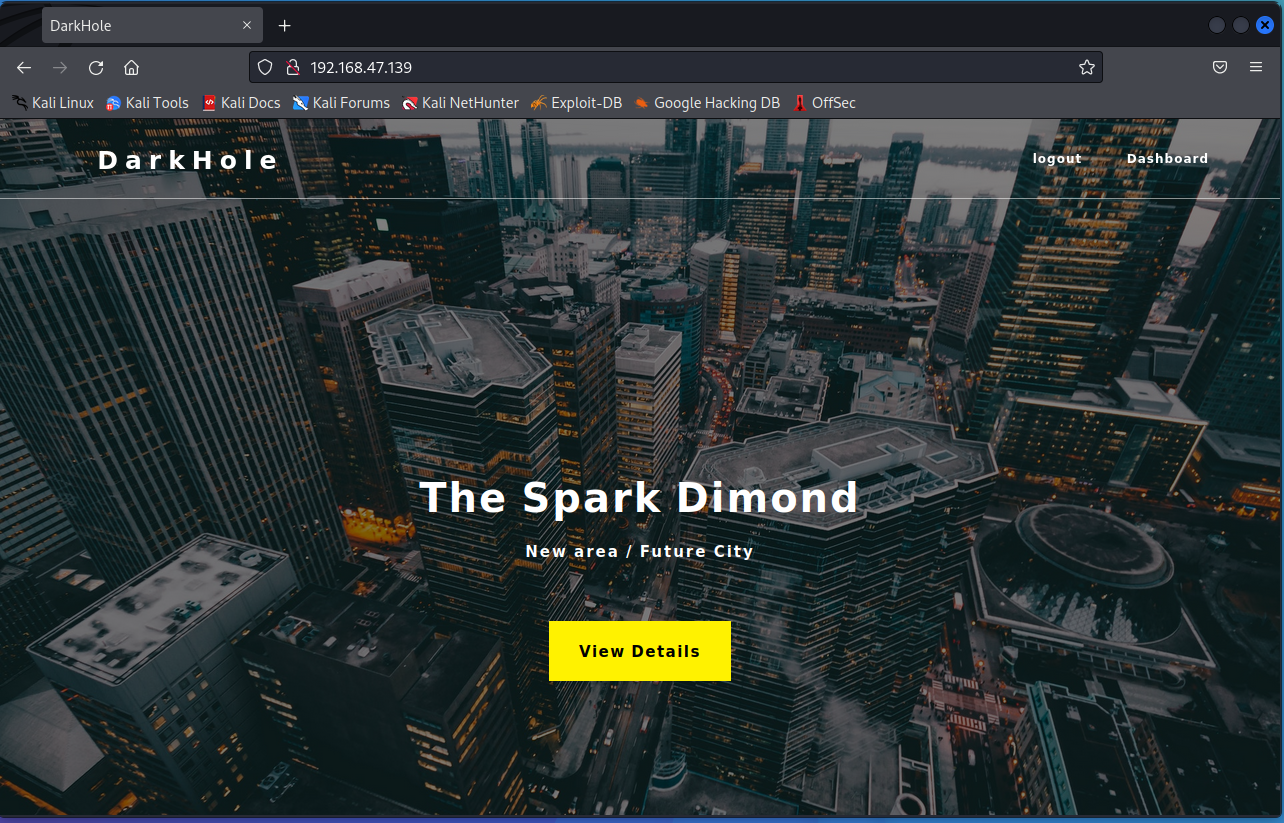 DarkHole
192.168.47.139
Kali Linux Kali Tools Kali Docs Kali Forums Kali NetHunter Exploit-DB Google Hacking DB OffSec
DarkHole logout Dashboard
The Spark Dimond
New area / Future City
View Details